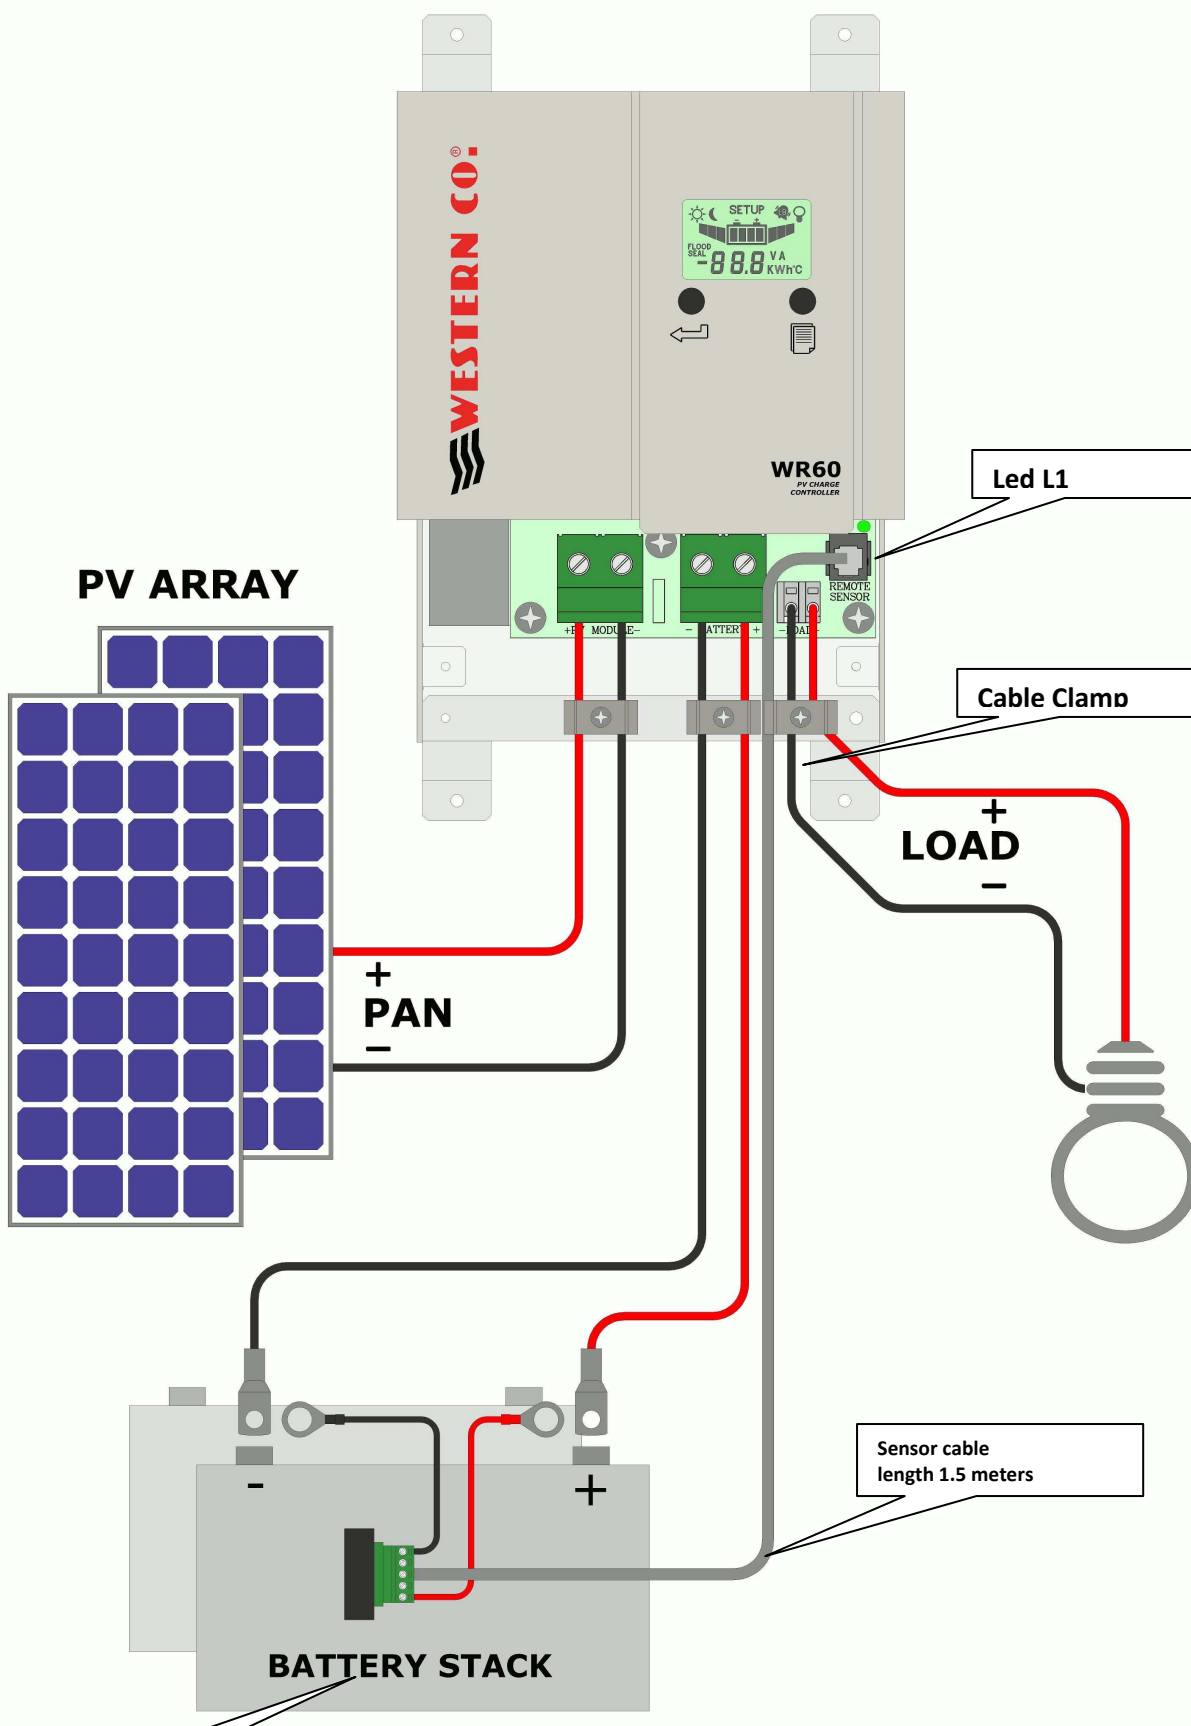 WESTERN CO.®
SETUP
- +
FLOOD
SEAL
-88.8 V A
KWh°C
WR60
PV CHARGE
CONTROLLER
Led L1
REMOTE
SENSOR
+PV MODULE-
- BATTERY +
-LOAD+
PV ARRAY
Cable Clamp
+
LOAD
-
+
PAN
-
Sensor cable
length 1.5 meters
- +
BATTERY STACK